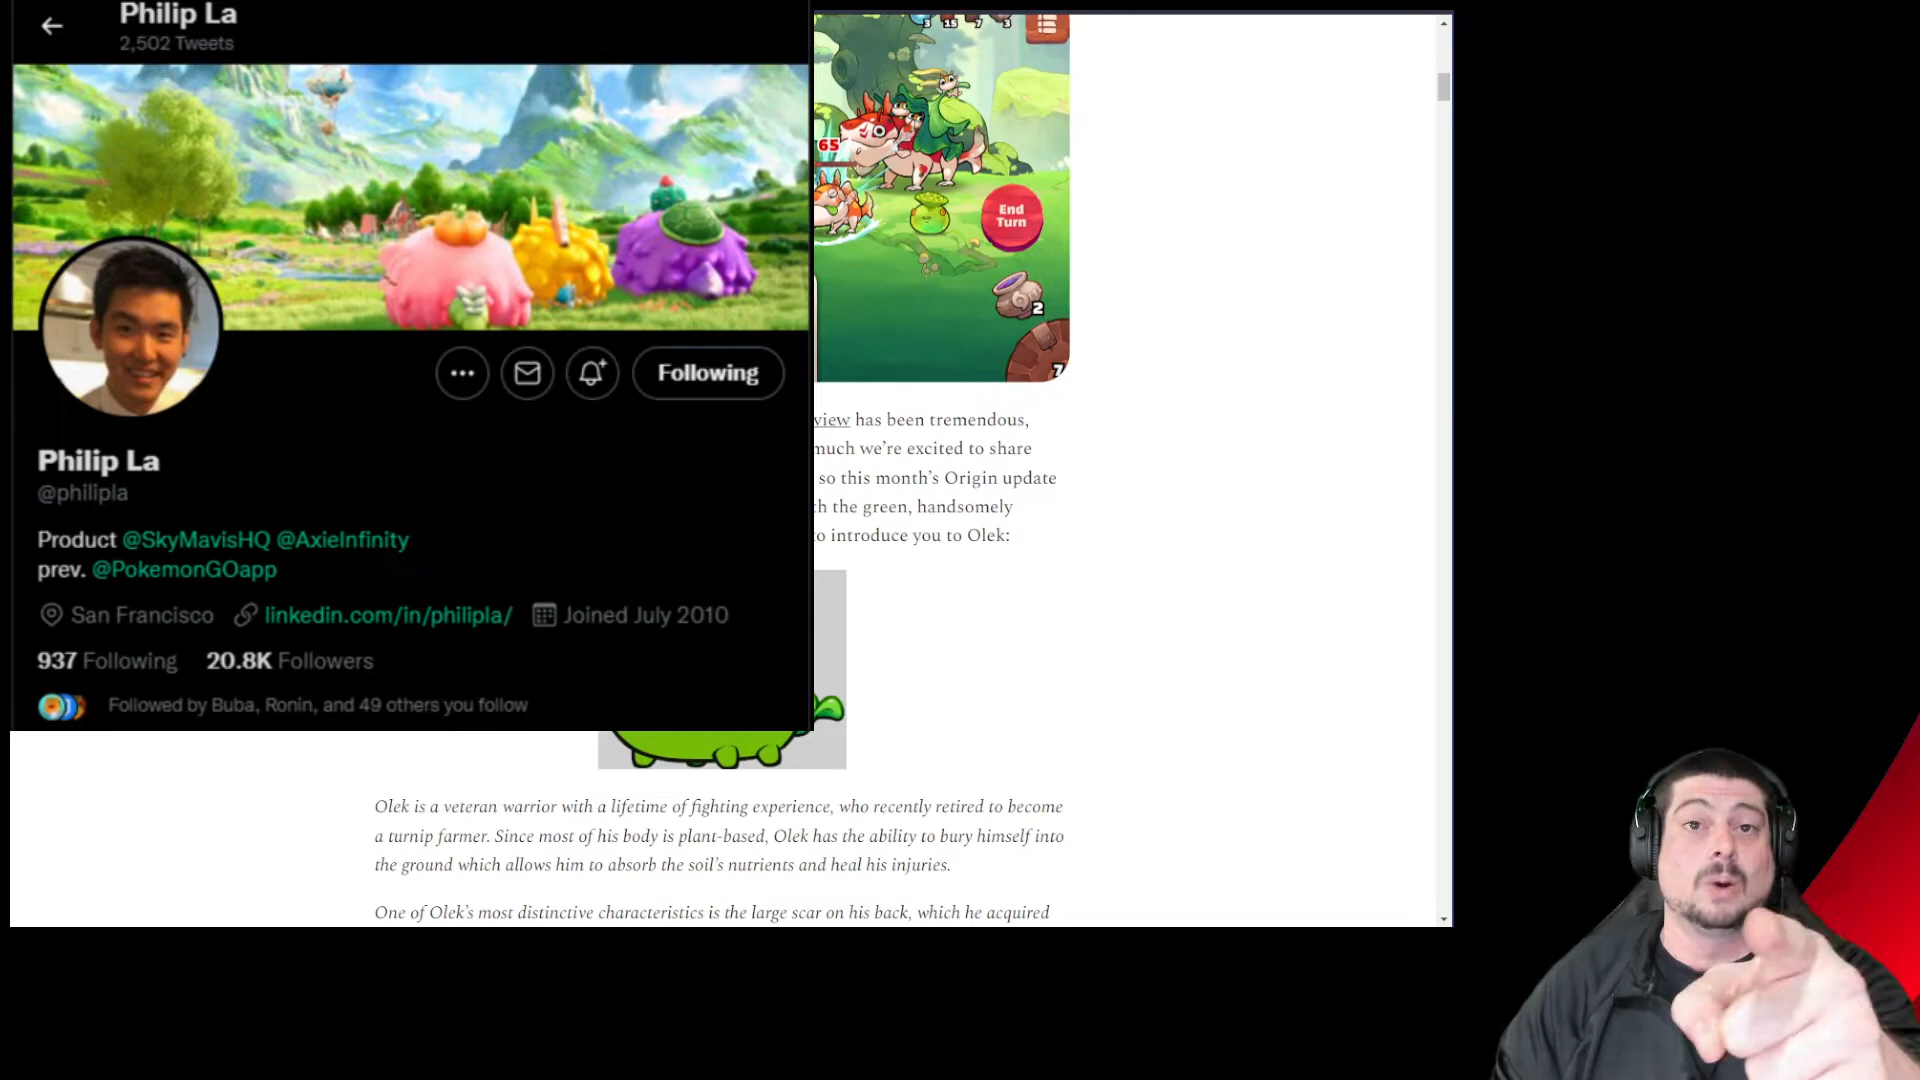 Philip La
2,502 Tweets
Following
Philip La
@philipla
Product @SkyMavisHQ @AxieInfinity
prev. @PokemonGOapp
San Francisco linkedin.com/in/philipla/ Joined July 2010
937 Following 20.8K Followers
Followed by Buba, Ronin, and 49 others you follow
3 15 7 3
65
End
Turn
2
7
view has been tremendous,
much we’re excited to share
so this month’s Origin update
the green, handsomely
to introduce you to Olek:
Olek is a veteran warrior with a lifetime of fighting experience, who recently retired to become
a turnip farmer. Since most of his body is plant-based, Olek has the ability to bury himself into
the ground which allows him to absorb the soil’s nutrients and heal his injuries.
One of Olek’s most distinctive characteristics is the large scar on his back, which he acquired